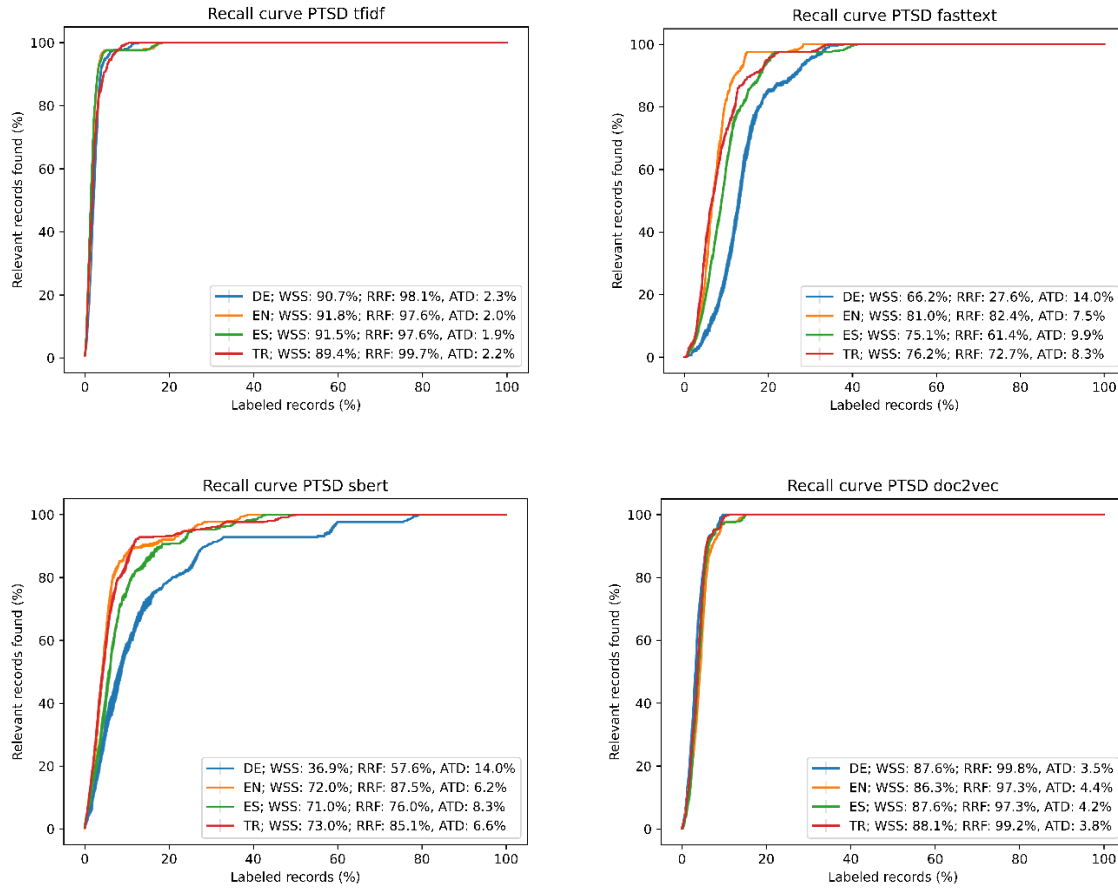 Recall curve PTSD tfidf
100
80
60
40
20
0
Relevant records found (%)
DE; WSS: 90.7%; RRF: 98.1%, ATD: 2.3%
EN; WSS: 91.8%; RRF: 97.6%, ATD: 2.0%
ES; WSS: 91.5%; RRF: 97.6%, ATD: 1.9%
TR; WSS: 89.4%; RRF: 99.7%, ATD: 2.2%
0 20 40 60 80 100
Labeled records (%)
Recall curve PTSD fasttext
100
80
60
40
20
0
Relevant records found (%)
DE; WSS: 66.2%; RRF: 27.6%, ATD: 14.0%
EN; WSS: 81.0%; RRF: 82.4%, ATD: 7.5%
ES; WSS: 75.1%; RRF: 61.4%, ATD: 9.9%
TR; WSS: 76.2%; RRF: 72.7%, ATD: 8.3%
0 20 40 60 80 100
Labeled records (%)
Recall curve PTSD sbert
100
80
60
40
20
0
Relevant records found (%)
DE; WSS: 36.9%; RRF: 57.6%, ATD: 14.0%
EN; WSS: 72.0%; RRF: 87.5%, ATD: 6.2%
ES; WSS: 71.0%; RRF: 76.0%, ATD: 8.3%
TR; WSS: 73.0%; RRF: 85.1%, ATD: 6.6%
0 20 40 60 80 100
Labeled records (%)
Recall curve PTSD doc2vec
100
80
60
40
20
0
Relevant records found (%)
DE; WSS: 87.6%; RRF: 99.8%, ATD: 3.5%
EN; WSS: 86.3%; RRF: 97.3%, ATD: 4.4%
ES; WSS: 87.6%; RRF: 97.3%, ATD: 4.2%
TR; WSS: 88.1%; RRF: 99.2%, ATD: 3.8%
0 20 40 60 80 100
Labeled records (%)